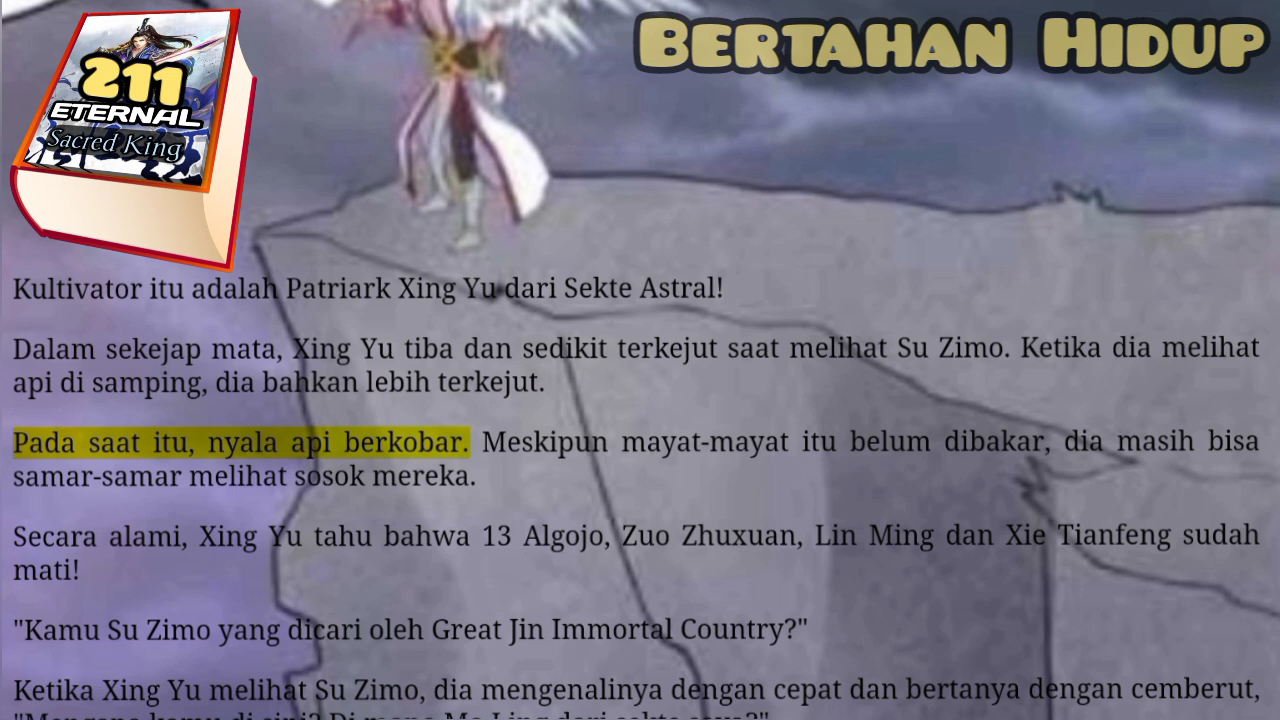 BERTAHAN HIDUP
211
ETERNAL
Sacred King
Kultivator itu adalah Patriark Xing Yu dari Sekte Astral!
Dalam sekejap mata, Xing Yu tiba dan sedikit terkejut saat melihat Su Zimo. Ketika dia melihat
api di samping, dia bahkan lebih terkejut.
Pada saat itu, nyala api berkobar. Meskipun mayat-mayat itu belum dibakar, dia masih bisa
samar-samar melihat sosok mereka.
Secara alami, Xing Yu tahu bahwa 13 Algojo, Zuo Zhuxuan, Lin Ming dan Xie Tianfeng sudah
mati!
"Kamu Su Zimo yang dicari oleh Great Jin Immortal Country?"
Ketika Xing Yu melihat Su Zimo, dia mengenalinya dengan cepat dan bertanya dengan cemberut,